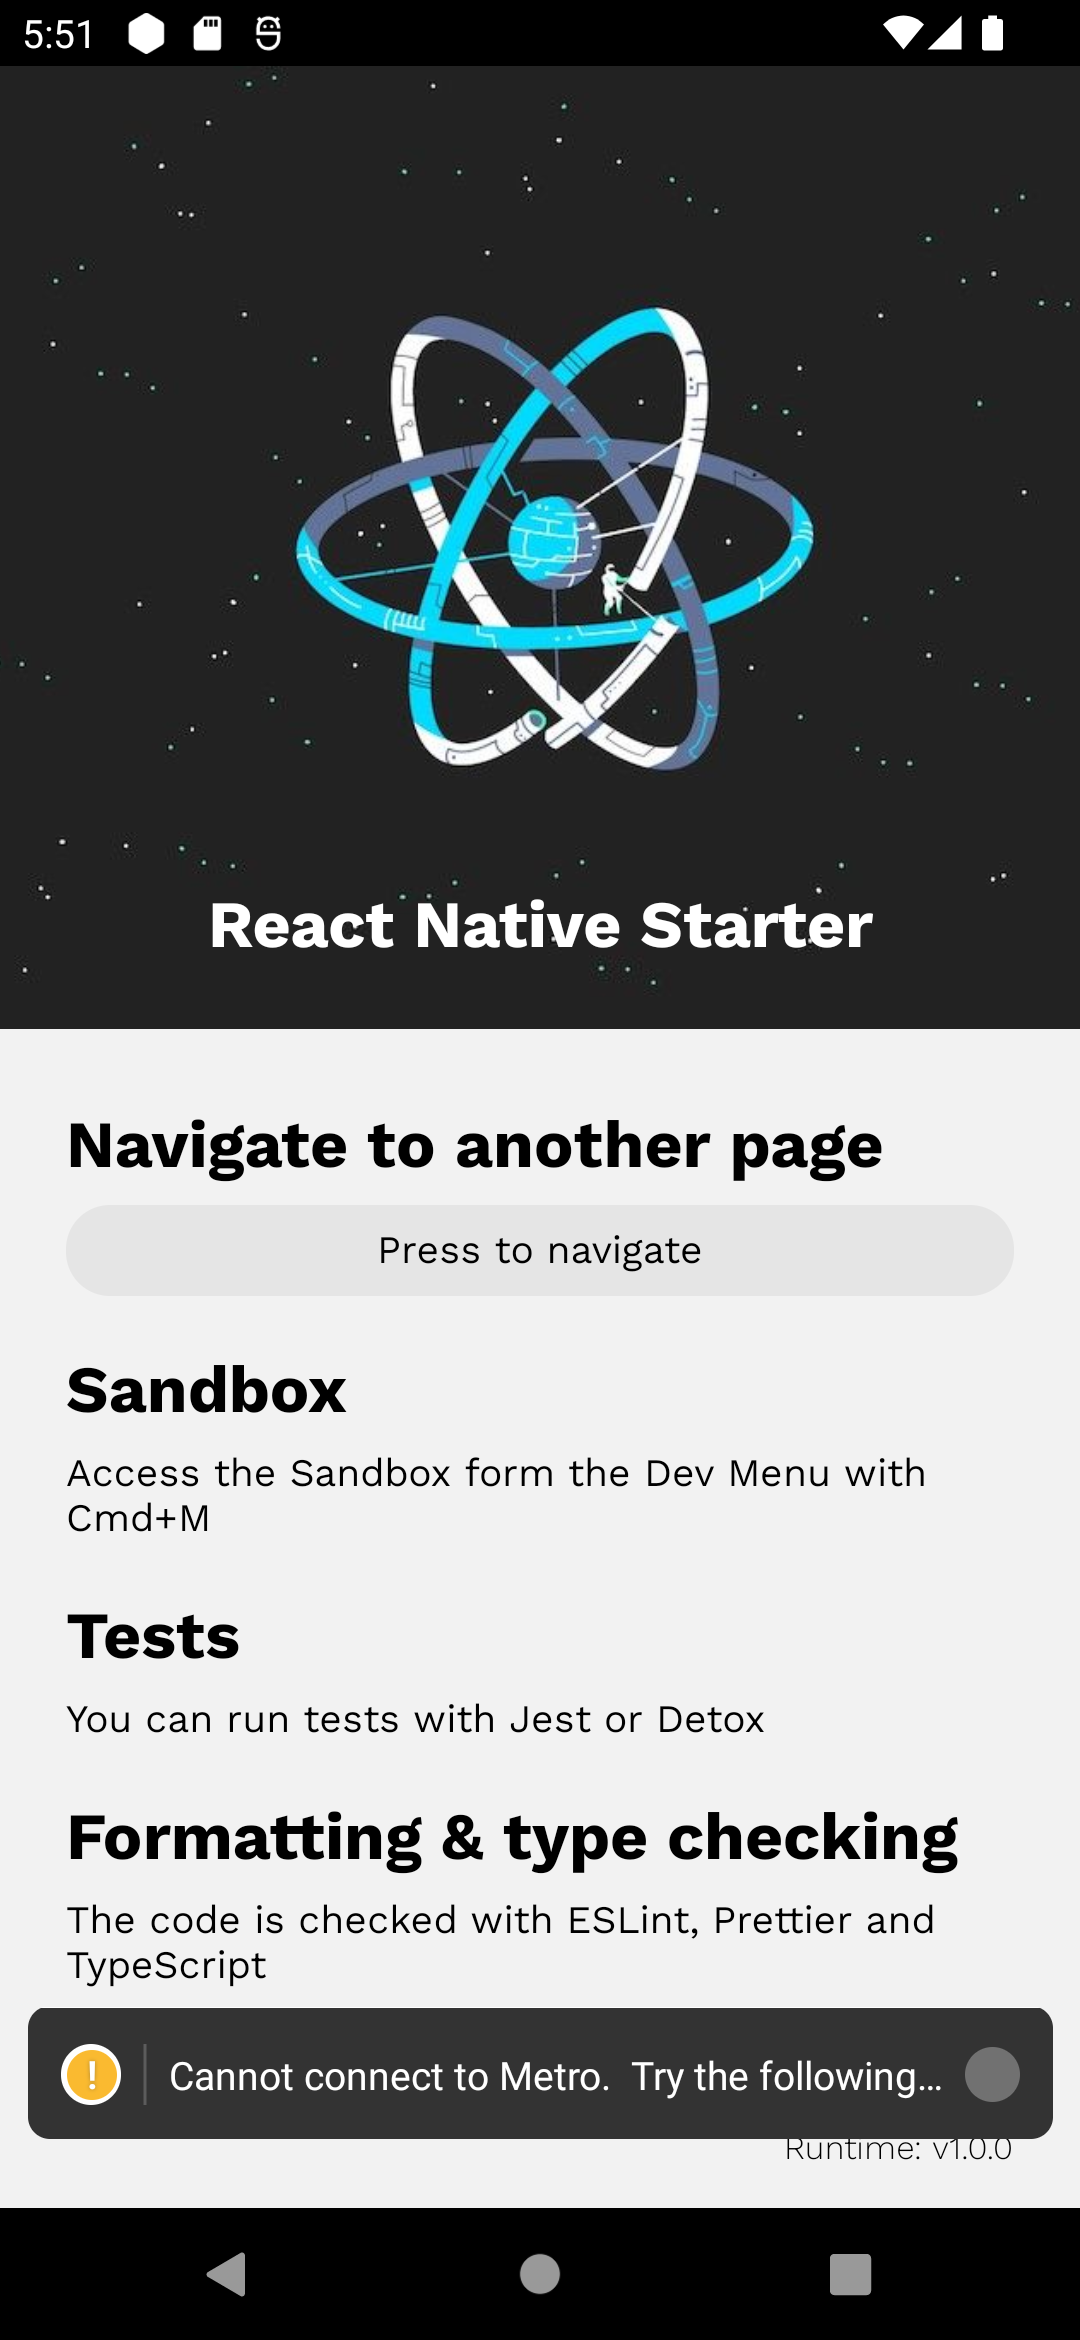 5:51
React Native Starter
Navigate to another page
Press to navigate
Sandbox
Access the Sandbox form the Dev Menu with
Cmd+M
Tests
You can run tests with Jest or Detox
Formatting & type checking
The code is checked with ESLint, Prettier and
TypeScript
! Cannot connect to Metro. Try the following...
Runtime: v1.0.0